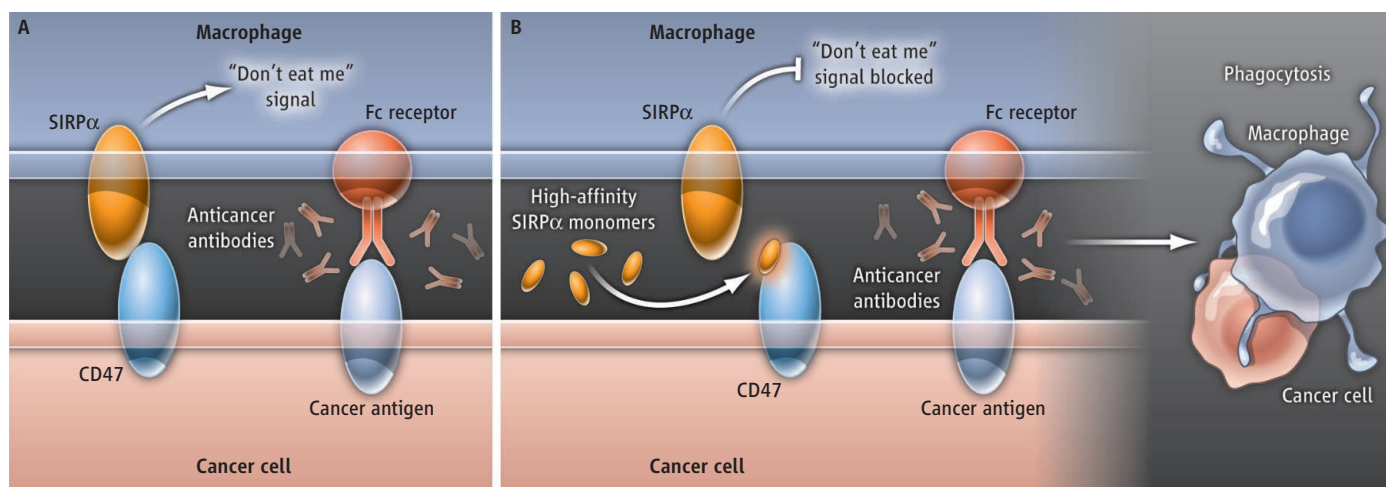 A
Macrophage
“Don’t eat me”
signal
SIRPα
Fc receptor
Anticancer
antibodies
CD47
Cancer antigen
Cancer cell
B
Macrophage
“Don’t eat me”
signal blocked
SIRPα
Fc receptor
High-affinity
SIRPα monomers
Anticancer
antibodies
CD47
Cancer antigen
Cancer cell
Phagocytosis
Macrophage
Cancer cell